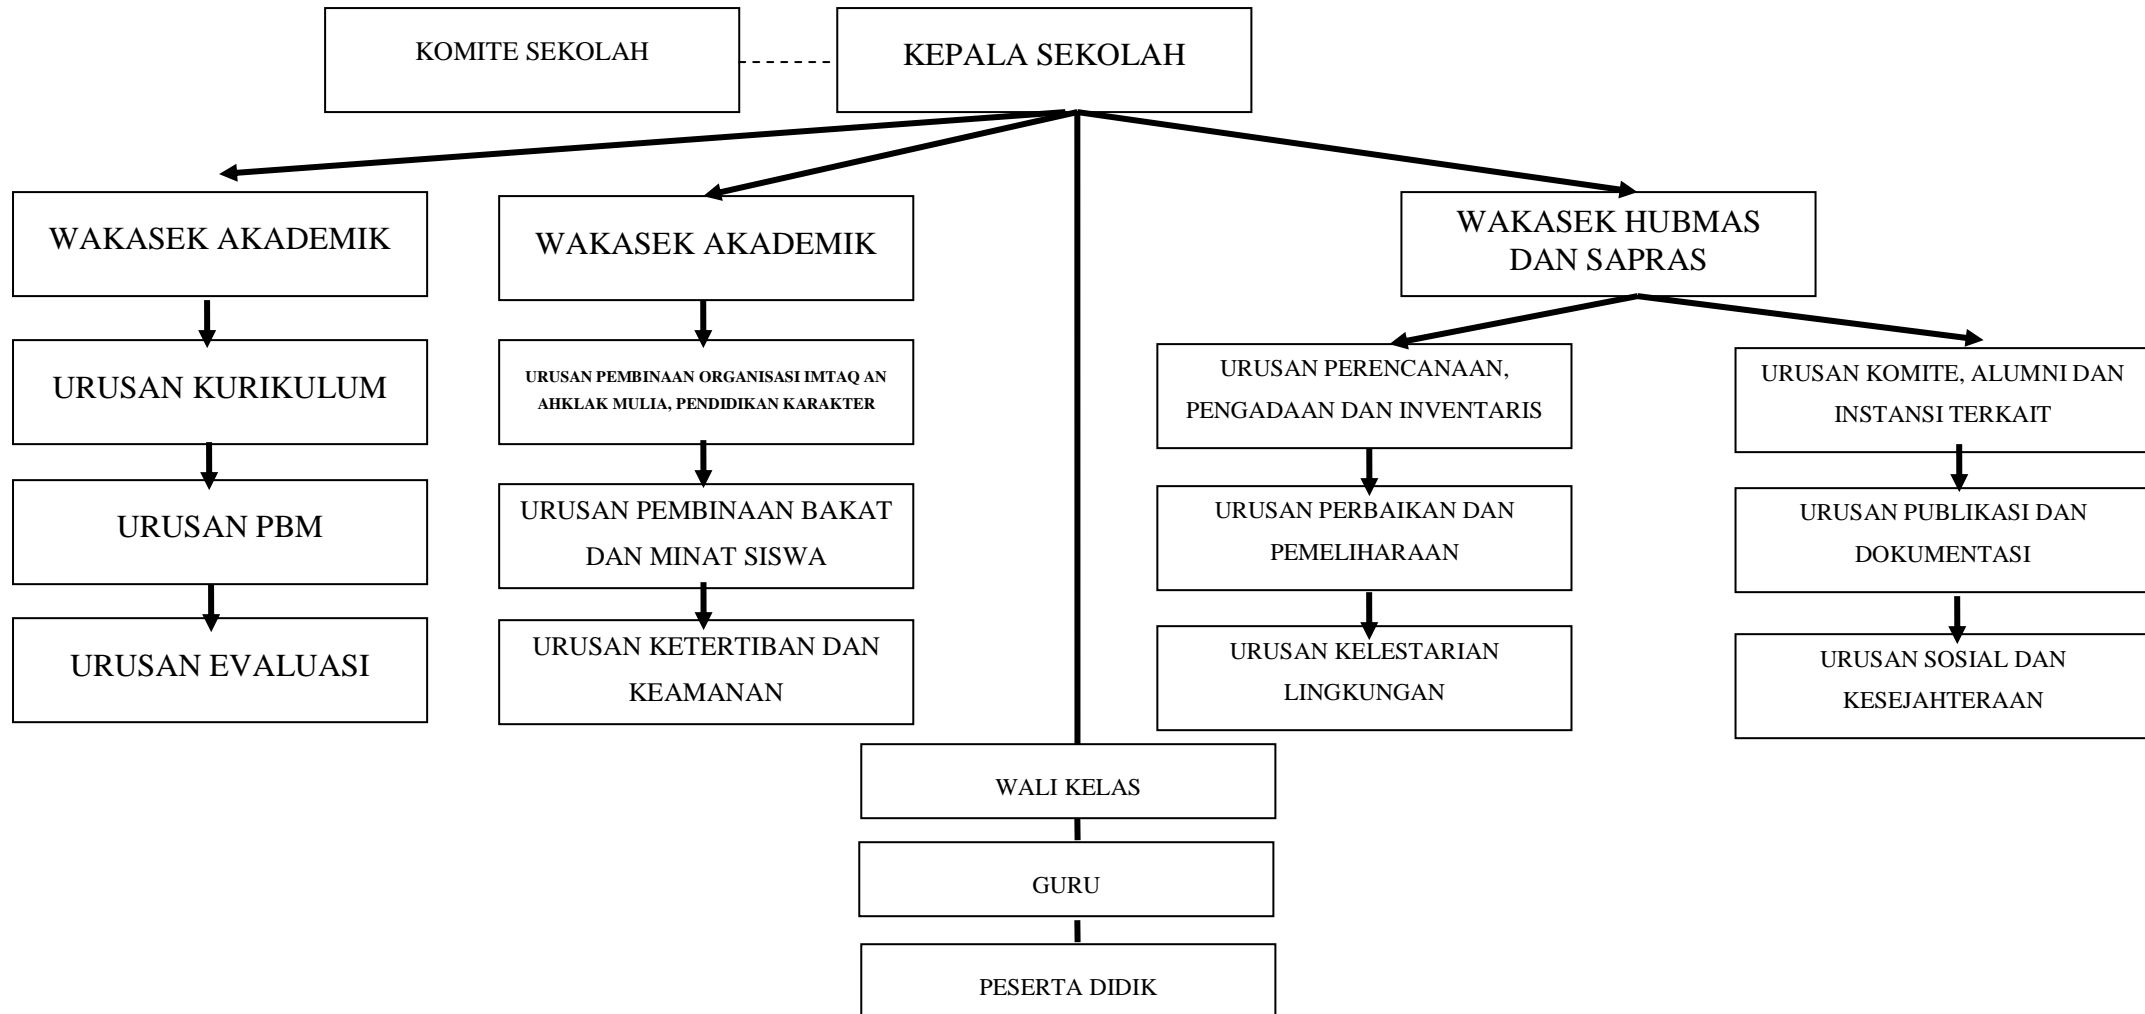 KOMITE SEKOLAH
KEPALA SEKOLAH
WAKASEK AKADEMIK
WAKASEK AKADEMIK
WAKASEK HUBMAS
DAN SAPRAS
URUSAN KURIKULUM
URUSAN PEMBINAAN ORGANISASI IMTAQ AN
AHKLAK MULIA, PENDIDIKAN KARAKTER
URUSAN PERENCANAAN,
PENGADAAN DAN INVENTARIS
URUSAN KOMITE, ALUMNI DAN
INSTANSI TERKAIT
URUSAN PBM
URUSAN PEMBINAAN BAKAT
DAN MINAT SISWA
URUSAN PERBAIKAN DAN
PEMELIHARAAN
URUSAN PUBLIKASI DAN
DOKUMENTASI
URUSAN EVALUASI
URUSAN KETERTIBAN DAN
KEAMANAN
URUSAN KELESTARIAN
LINGKUNGAN
URUSAN SOSIAL DAN
KESEJAHTERAAN
WALI KELAS
GURU
PESERTA DIDIK